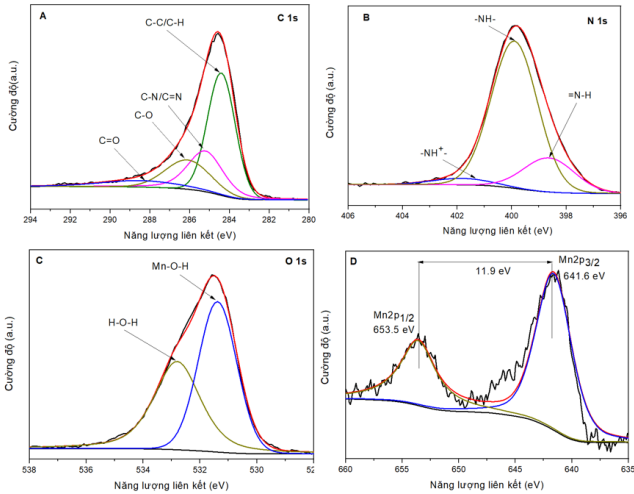 A
C 1s
C-C/C-H
C-N/C=N
C-O
C=O
Cường độ(a.u.)
294 292 290 288 286 284 282 280
Năng lượng liên kết (eV)
B
N 1s
-NH-
=N-H
-NH+-
Cường độ(a.u.)
406 404 402 400 398 396
Năng lượng liên kết (eV)
C
O 1s
Mn-O-H
H-O-H
Cường độ (a.u.)
538 536 534 532 530 52
Năng lượng liên kết (eV)
D
Mn2p3/2
11.9 eV
641.6 eV
Mn2p1/2
653.5 eV
Cường độ (a.u.)
660 655 650 645 640 635
Năng lượng liên kết (eV)